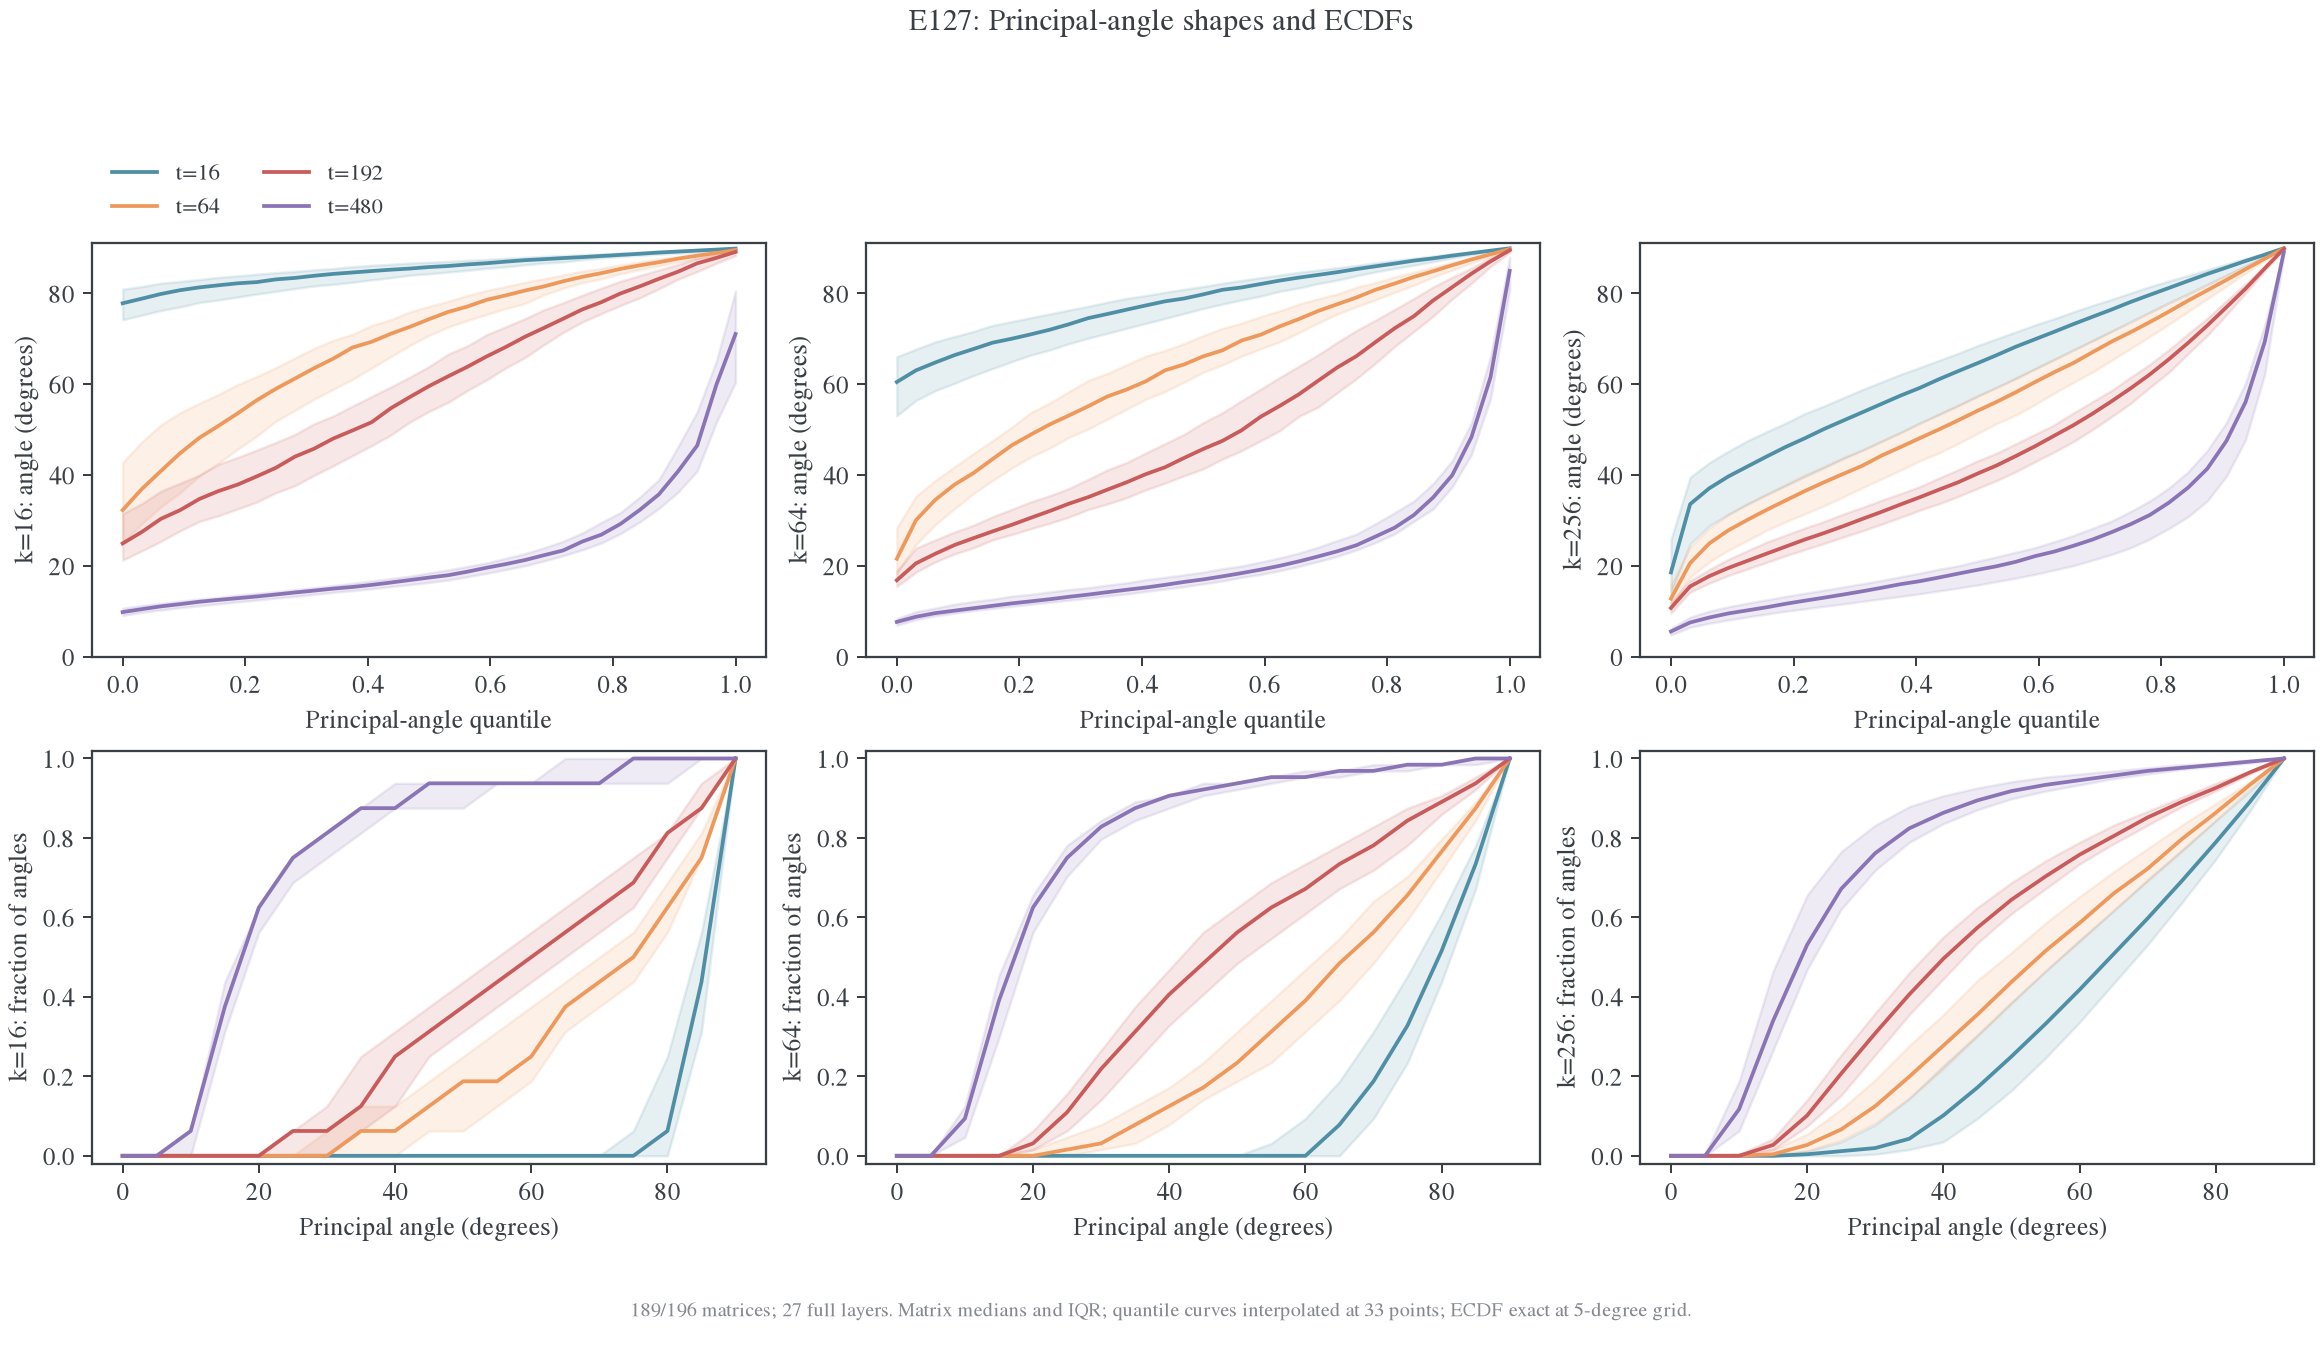 E127: Principal-angle shapes and ECDFs
t=16
t=192
t=64
t=480
k=16: angle (degrees)
80
60
40
20
0
0.0 0.2 0.4 0.6 0.8 1.0
Principal-angle quantile
k=64: angle (degrees)
80
60
40
20
0
0.0 0.2 0.4 0.6 0.8 1.0
Principal-angle quantile
k=256: angle (degrees)
80
60
40
20
0
0.0 0.2 0.4 0.6 0.8 1.0
Principal-angle quantile
k=16: fraction of angles
1.0
0.8
0.6
0.4
0.2
0.0
0 20 40 60 80
Principal angle (degrees)
k=64: fraction of angles
1.0
0.8
0.6
0.4
0.2
0.0
0 20 40 60 80
Principal angle (degrees)
k=256: fraction of angles
1.0
0.8
0.6
0.4
0.2
0.0
0 20 40 60 80
Principal angle (degrees)
189/196 matrices; 27 full layers. Matrix medians and IQR; quantile curves interpolated at 33 points; ECDF exact at 5-degree grid.